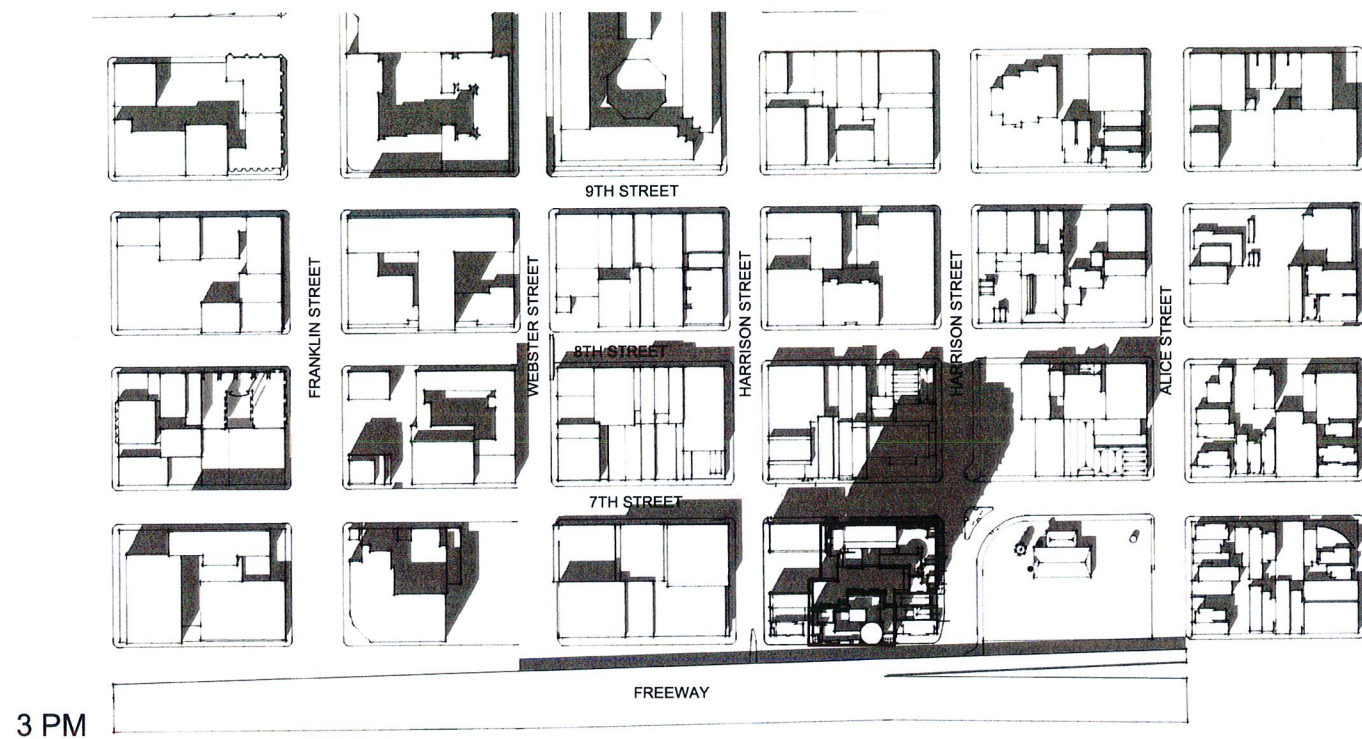 9TH STREET
FRANKLIN STREET
WEBSTER STREET
HARRISON STREET
HARRISON STREET
ALICE STREET
8TH STREET
7TH STREET
FREEWAY
3 PM